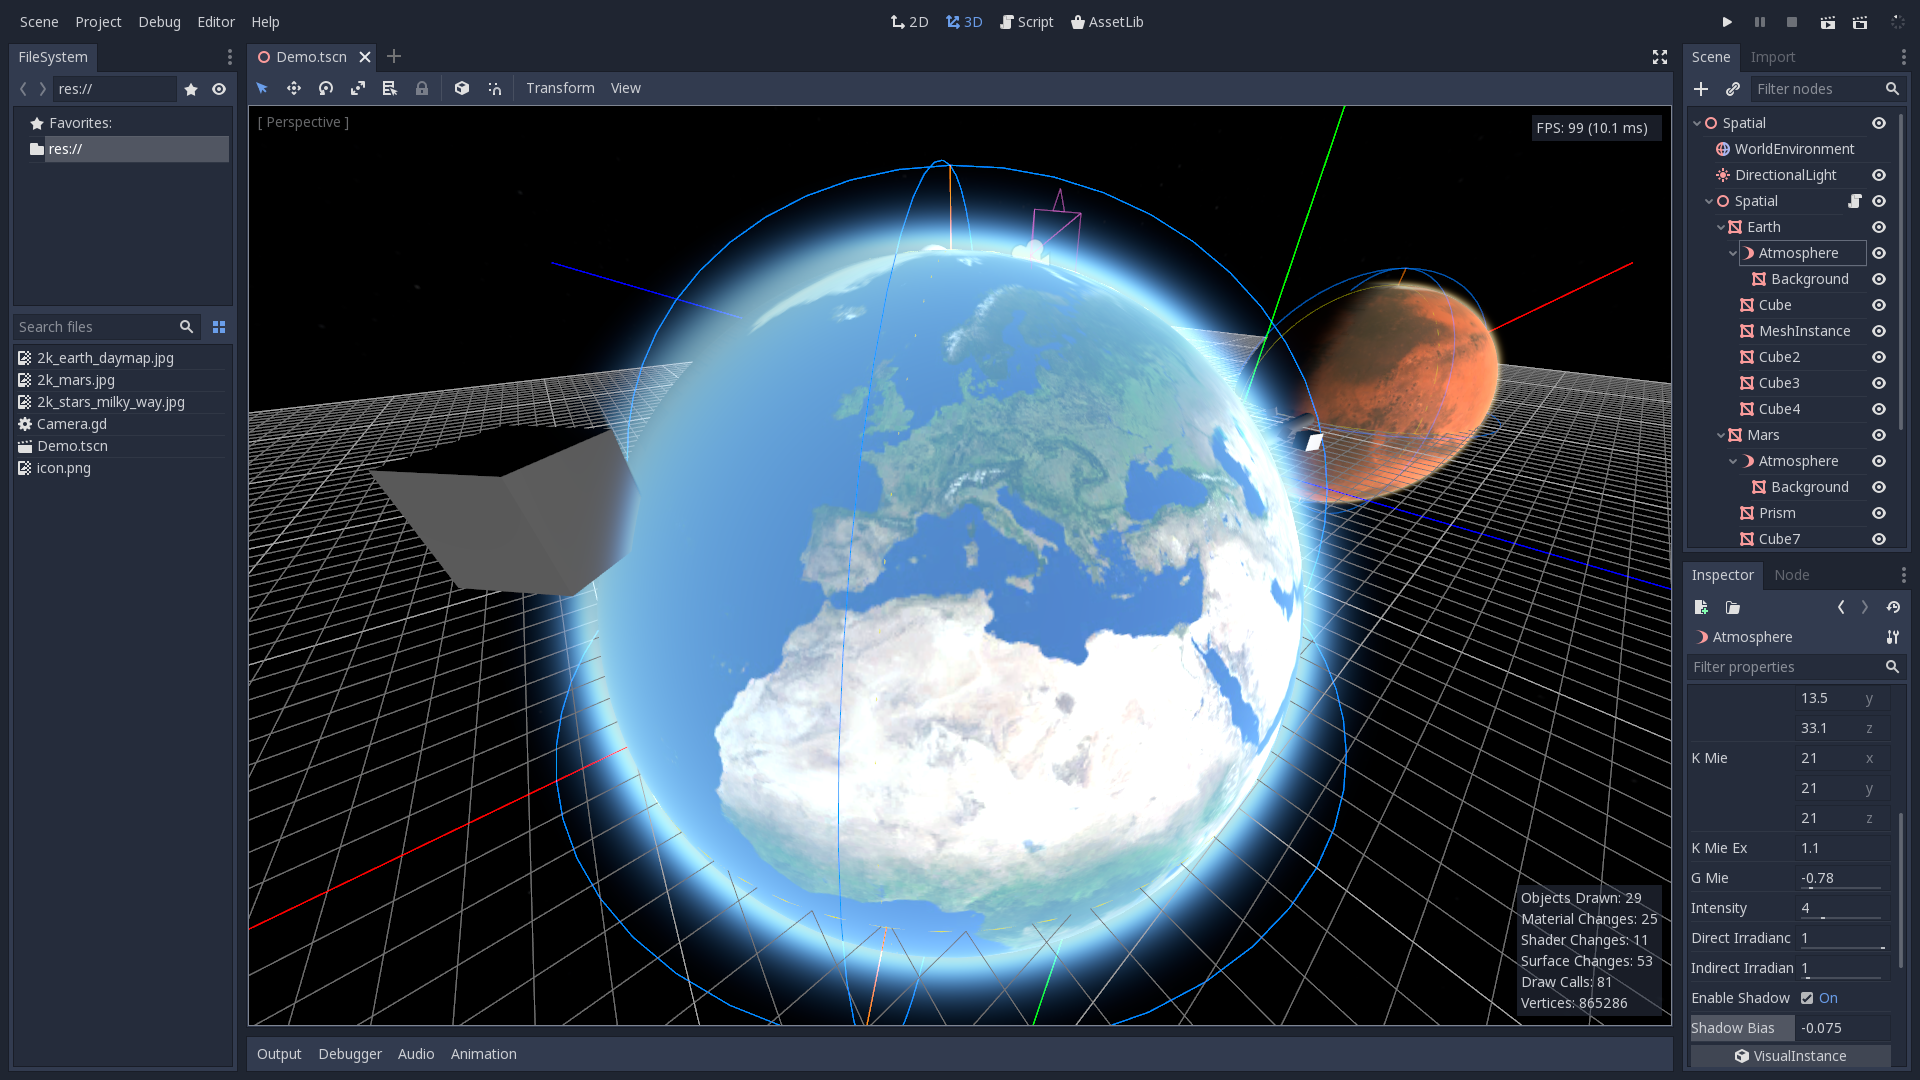 Scene Project Debug Editor Help
2D 3D Script AssetLib
FileSystem
res://
Favorites:
res://
Search files
2k_earth_daymap.jpg
2k_mars.jpg
2k_stars_milky_way.jpg
Camera.gd
Demo.tscn
icon.png
Demo.tscn
Transform View
[ Perspective ]
FPS: 99 (10.1 ms)
Objects Drawn: 29
Material Changes: 25
Shader Changes: 11
Surface Changes: 53
Draw Calls: 81
Vertices: 865286
Output Debugger Audio Animation
Scene Import
Filter nodes
Spatial
WorldEnvironment
DirectionalLight
Spatial
Earth
Atmosphere
Background
Cube
MeshInstance
Cube2
Cube3
Cube4
Mars
Atmosphere
Background
Prism
Cube7
Inspector Node
Atmosphere
Filter properties
13.5 y
33.1 z
K Mie 21 x
21 y
21 z
K Mie Ex 1.1
G Mie -0.78
Intensity 4
Direct Irradianc 1
Indirect Irradian 1
Enable Shadow On
Shadow Bias -0.075
VisualInstance